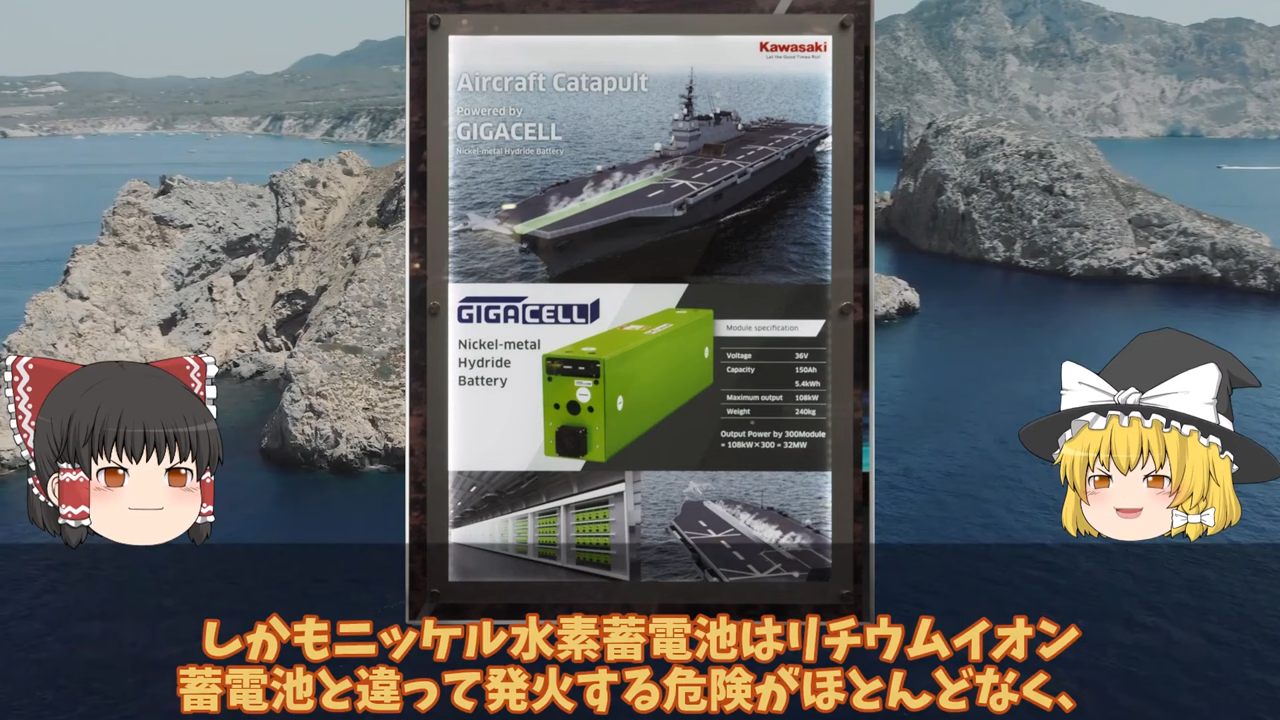 Kawasaki
Let the Good Times Roll
Aircraft Catapult
Powered by
GIGACELL
Nickel-metal Hydride Battery
GIGACELL
Nickel-metal
Hydride
Battery
Module specification
Voltage 36V
Capacity 150Ah
5.4kWh
Maximum output 108kW
Weight 240kg
Output Power by 300Module
= 108kW×300 = 32MW
しかもニッケル水素蓄電池はリチウムイオン
蓄電池と違って発火する危険がほとんどなく、